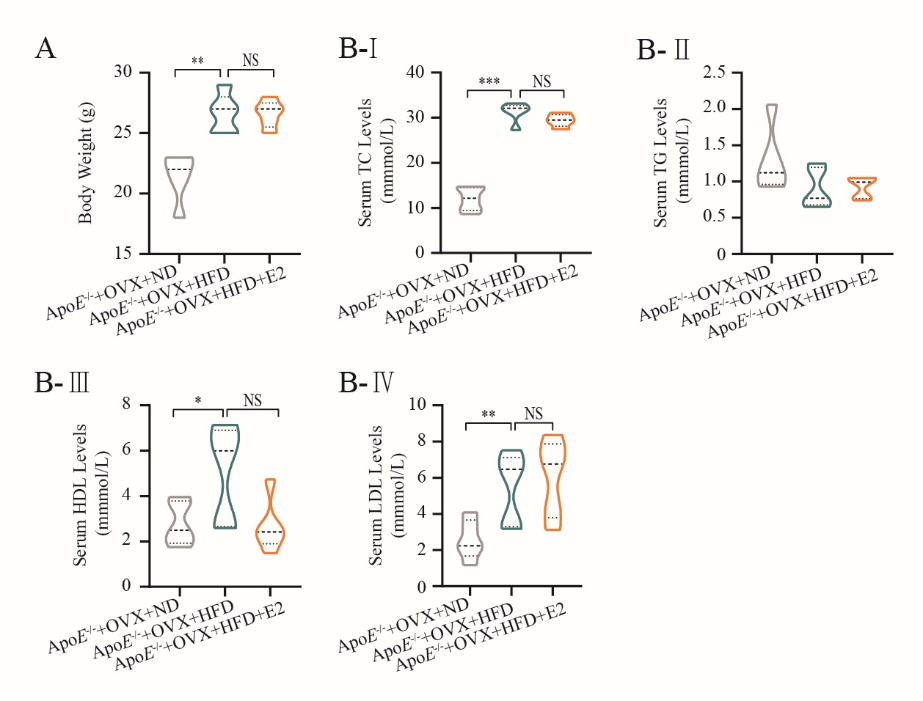 A
Body Weight (g)
30
25
20
15
**
NS
ApoE-/-+OVX+ND
ApoE-/-+OVX+HFD
ApoE-/-+OVX+HFD+E2
B-Ⅰ
Serum TC Levels
(mmmol/L)
40
30
20
10
0
***
NS
ApoE-/-+OVX+ND
ApoE-/-+OVX+HFD
ApoE-/-+OVX+HFD+E2
B-Ⅱ
Serum TG Levels
(mmmol/L)
2.5
2.0
1.5
1.0
0.5
0
ApoE-/-+OVX+ND
ApoE-/-+OVX+HFD
ApoE-/-+OVX+HFD+E2
B-Ⅲ
Serum HDL Levels
(mmmol/L)
8
6
4
2
0
*
NS
ApoE-/-+OVX+ND
ApoE-/-+OVX+HFD
ApoE-/-+OVX+HFD+E2
B-Ⅳ
Serum LDL Levels
(mmmol/L)
10
8
6
4
2
0
**
NS
ApoE-/-+OVX+ND
ApoE-/-+OVX+HFD
ApoE-/-+OVX+HFD+E2